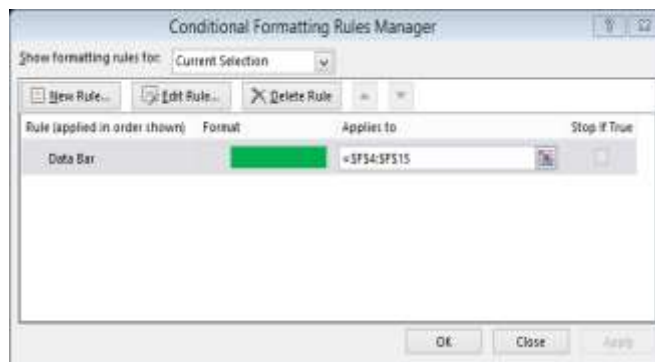 Conditional Formatting Rules Manager
Show formatting rules for: Current Selection
New Rule... Edit Rule... Delete Rule
Rule (applied in order shown) Format Applies to Stop If True
Data Bar =$F$4:$F$15
OK Close Apply